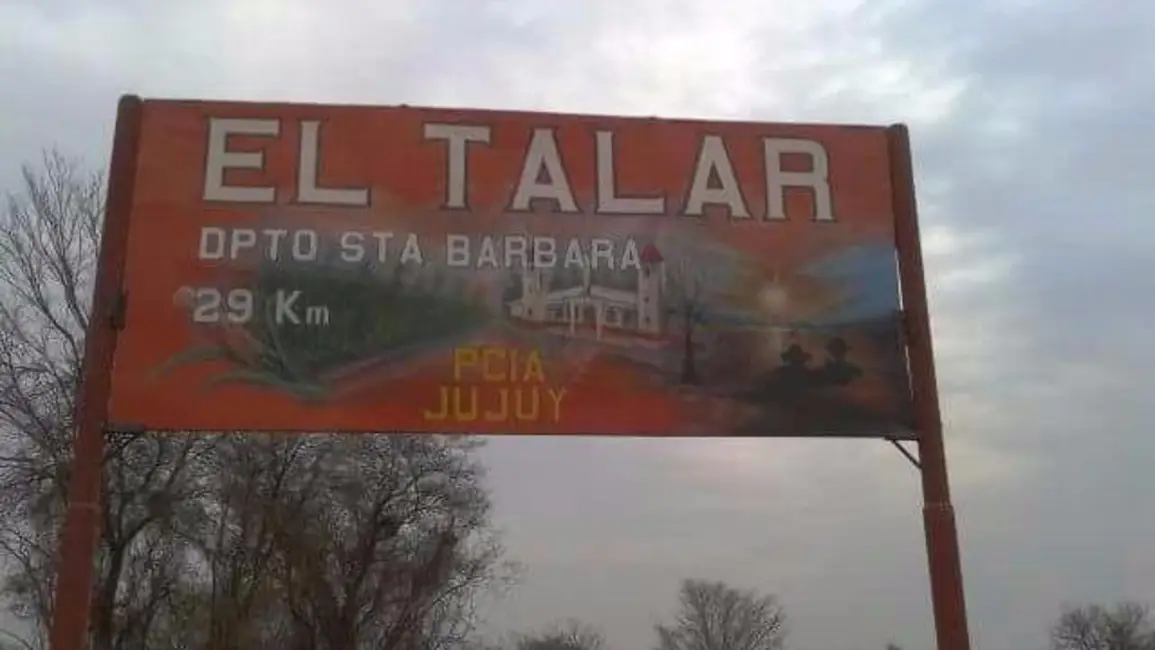 EL TALAR
DPTO STA BARBARA
29 Km
PCIA
JUJUY